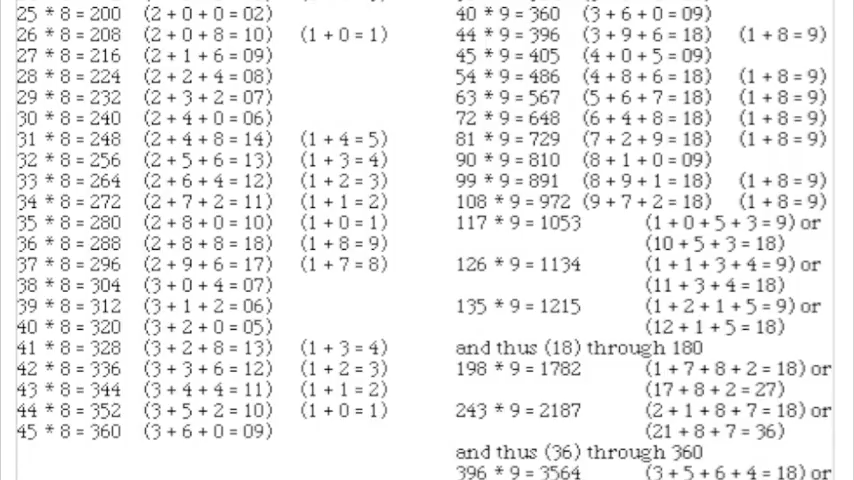 25 * 8 = 200 (2 + 0 + 0 = 02)
26 * 8 = 208 (2 + 0 + 8 = 10) (1 + 0 = 1)
27 * 8 = 216 (2 + 1 + 6 = 09)
28 * 8 = 224 (2 + 2 + 4 = 08)
29 * 8 = 232 (2 + 3 + 2 = 07)
30 * 8 = 240 (2 + 4 + 0 = 06)
31 * 8 = 248 (2 + 4 + 8 = 14) (1 + 4 = 5)
32 * 8 = 256 (2 + 5 + 6 = 13) (1 + 3 = 4)
33 * 8 = 264 (2 + 6 + 4 = 12) (1 + 2 = 3)
34 * 8 = 272 (2 + 7 + 2 = 11) (1 + 1 = 2)
35 * 8 = 280 (2 + 8 + 0 = 10) (1 + 0 = 1)
36 * 8 = 288 (2 + 8 + 8 = 18) (1 + 8 = 9)
37 * 8 = 296 (2 + 9 + 6 = 17) (1 + 7 = 8)
38 * 8 = 304 (3 + 0 + 4 = 07)
39 * 8 = 312 (3 + 1 + 2 = 06)
40 * 8 = 320 (3 + 2 + 0 = 05)
41 * 8 = 328 (3 + 2 + 8 = 13) (1 + 3 = 4)
42 * 8 = 336 (3 + 3 + 6 = 12) (1 + 2 = 3)
43 * 8 = 344 (3 + 4 + 4 = 11) (1 + 1 = 2)
44 * 8 = 352 (3 + 5 + 2 = 10) (1 + 0 = 1)
45 * 8 = 360 (3 + 6 + 0 = 09)
40 * 9 = 360 (3 + 6 + 0 = 09)
44 * 9 = 396 (3 + 9 + 6 = 18) (1 + 8 = 9)
45 * 9 = 405 (4 + 0 + 5 = 09)
54 * 9 = 486 (4 + 8 + 6 = 18) (1 + 8 = 9)
63 * 9 = 567 (5 + 6 + 7 = 18) (1 + 8 = 9)
72 * 9 = 648 (6 + 4 + 8 = 18) (1 + 8 = 9)
81 * 9 = 729 (7 + 2 + 9 = 18) (1 + 8 = 9)
90 * 9 = 810 (8 + 1 + 0 = 09)
99 * 9 = 891 (8 + 9 + 1 = 18) (1 + 8 = 9)
108 * 9 = 972 (9 + 7 + 2 = 18) (1 + 8 = 9)
117 * 9 = 1053 (1 + 0 + 5 + 3 = 9) or
(10 + 5 + 3 = 18)
126 * 9 = 1134 (1 + 1 + 3 + 4 = 9) or
(11 + 3 + 4 = 18)
135 * 9 = 1215 (1 + 2 + 1 + 5 = 9) or
(12 + 1 + 5 = 18)
and thus (18) through 180
198 * 9 = 1782 (1 + 7 + 8 + 2 = 18) or
(17 + 8 + 2 = 27)
243 * 9 = 2187 (2 + 1 + 8 + 7 = 18) or
(21 + 8 + 7 = 36)
and thus (36) through 360
396 * 9 = 3564 (3 + 5 + 6 + 4 = 18) or